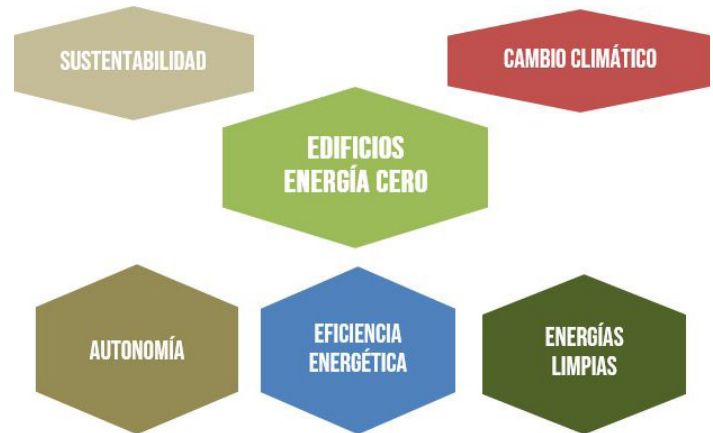 SUSTENTABILIDAD
CAMBIO CLIMÁTICO
EDIFICIOS
ENERGÍA CERO
AUTONOMÍA
EFICIENCIA
ENERGÉTICA
ENERGÍAS
LIMPIAS